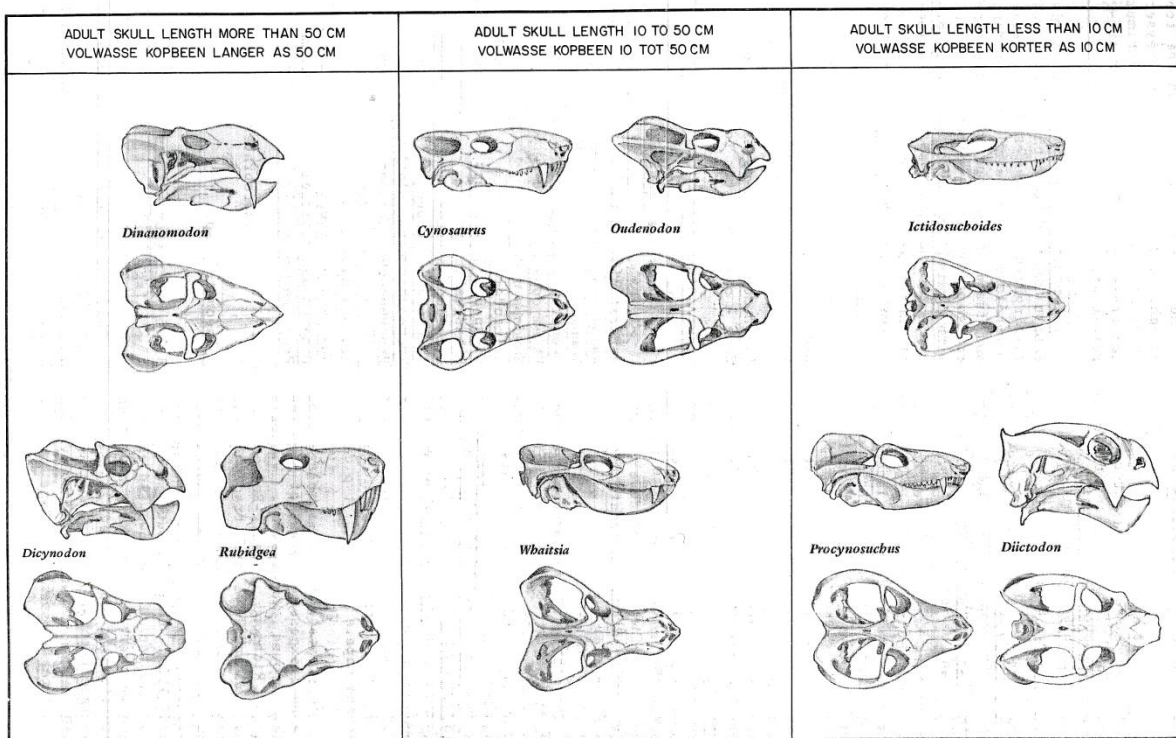 ADULT SKULL LENGTH MORE THAN 50 CM
VOLWASSE KOPBEEN LANGER AS 50 CM
ADULT SKULL LENGTH 10 TO 50 CM
VOLWASSE KOPBEEN 10 TOT 50 CM
ADULT SKULL LENGTH LESS THAN 10 CM
VOLWASSE KOPBEEN KORTER AS 10 CM
Dinanomodon
Cynosaurus
Oudenodon
Ictidosuchoides
Dicynodon
Rubidgea
Whaitsia
Procynosuchus
Diictodon